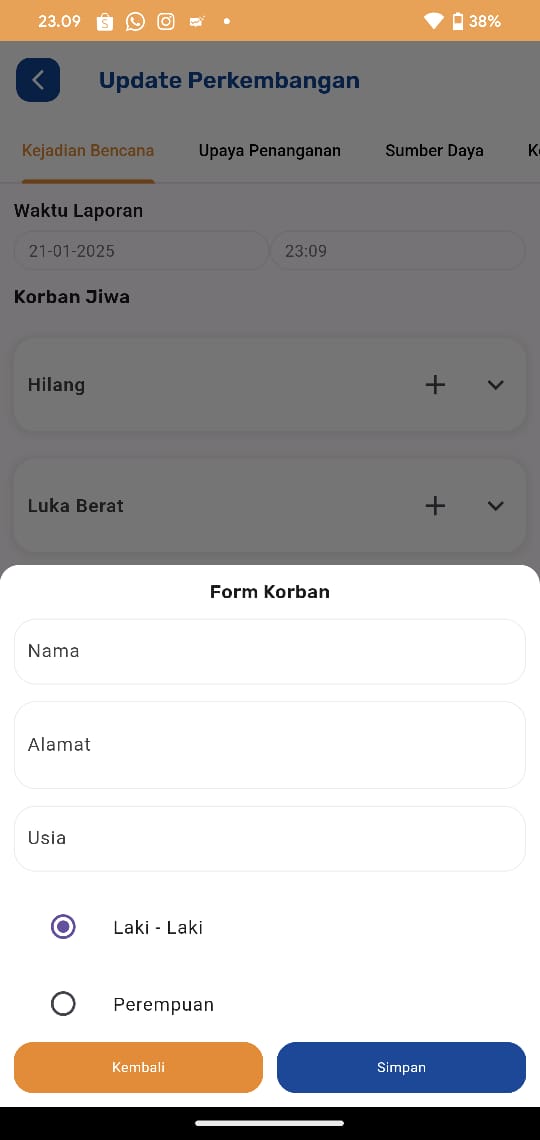 23.09
38%
Update Perkembangan
Kejadian Bencana Upaya Penanganan Sumber Daya
Waktu Laporan
21-01-2025 23:09
Korban Jiwa
Hilang
Luka Berat
Form Korban
Nama
Alamat
Usia
Laki - Laki
Perempuan
Kembali Simpan